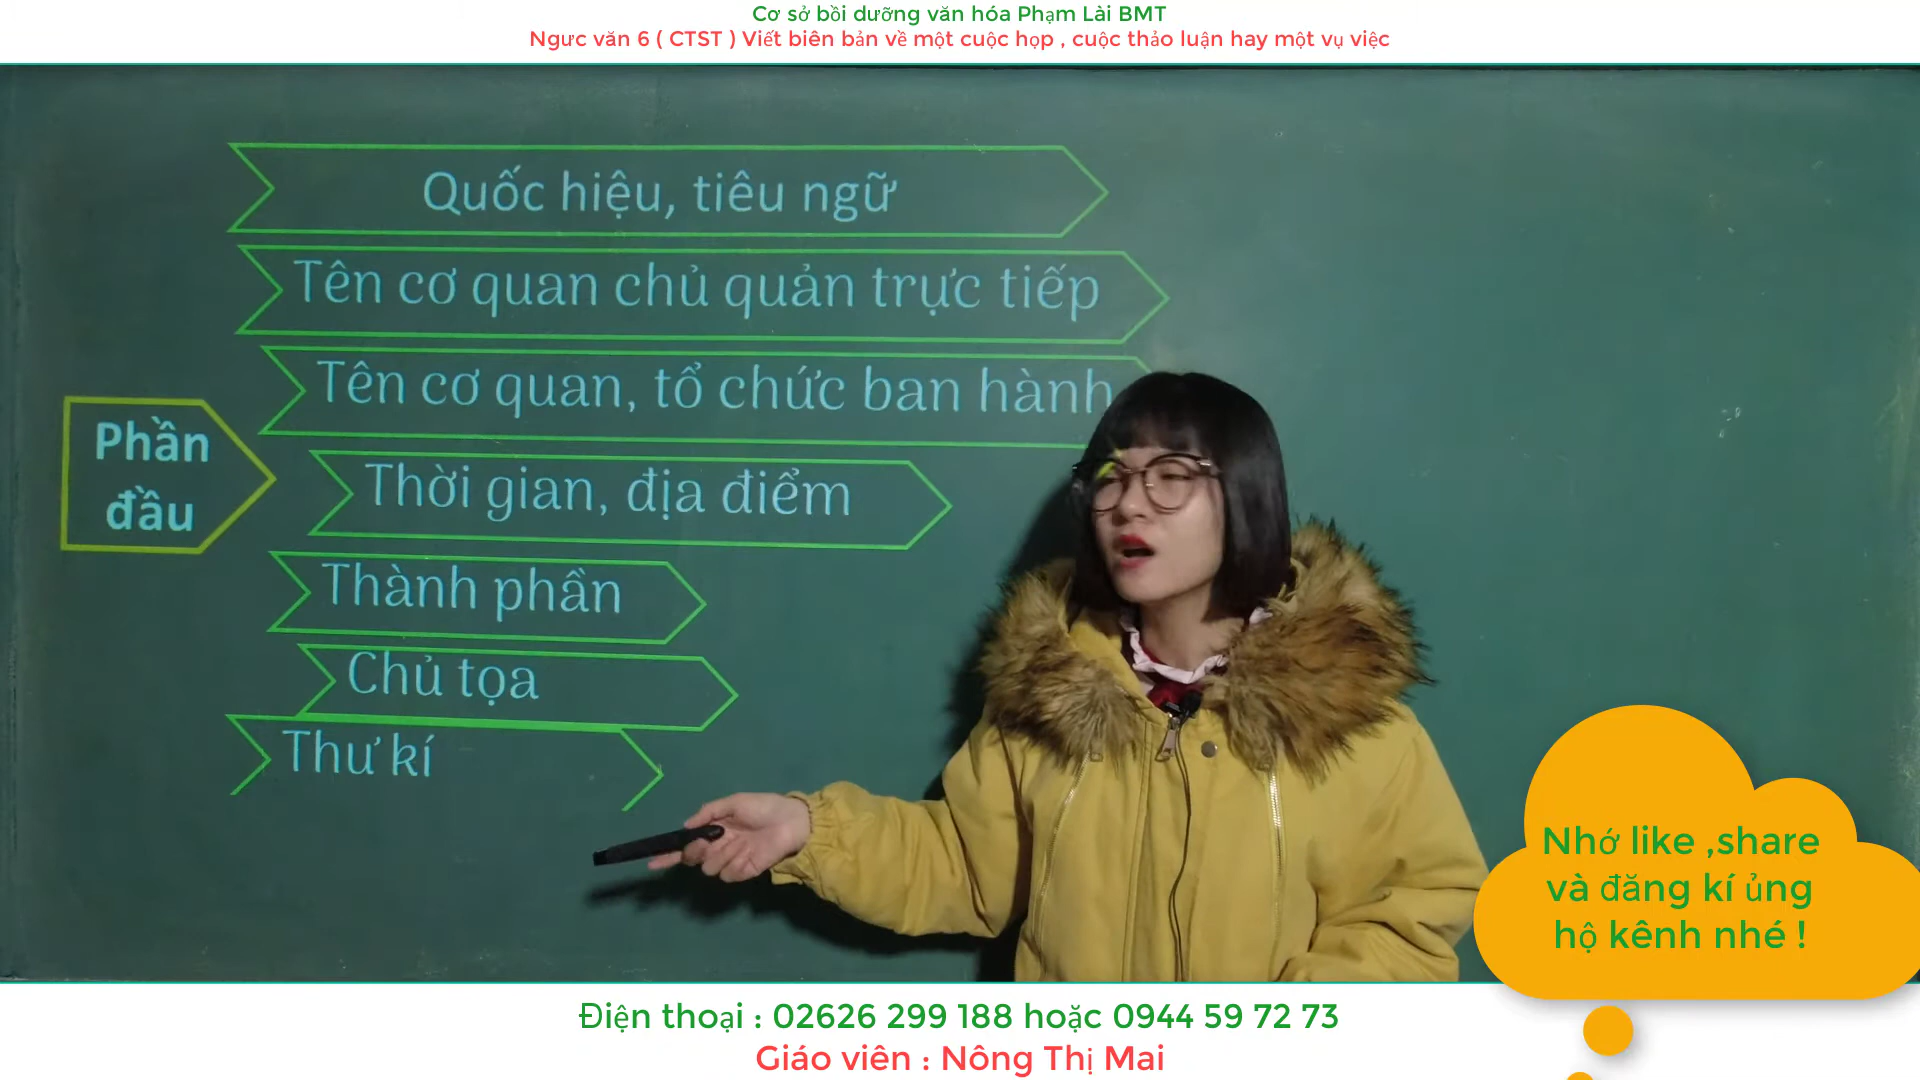 Cơ sở bồi dưỡng văn hóa Phạm Lài BMT
Ngưc văn 6 ( CTST ) Viết biên bản về một cuộc họp , cuộc thảo luận hay một vụ việc
Quốc hiệu, tiêu ngữ
Tên cơ quan chủ quản trực tiếp
Tên cơ quan, tổ chức ban hành
Phần
đầu
Thời gian, địa điểm
Thành phần
Chủ tọa
Thư kí
Nhớ like ,share
và đăng kí ủng
hộ kênh nhé !
Điện thoại : 02626 299 188 hoặc 0944 59 72 73
Giáo viên : Nông Thị Mai